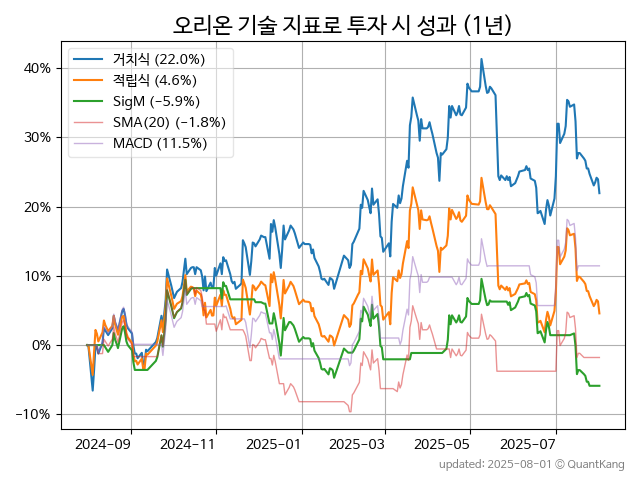 오리온 기술 지표로 투자 시 성과 (1년)
거치식 (22.0%)
적립식 (4.6%)
SigM (-5.9%)
SMA(20) (-1.8%)
MACD (11.5%)
40%
30%
20%
10%
0%
-10%
2024-09 2024-11 2025-01 2025-03 2025-05 2025-07
updated: 2025-08-01 © QuantKang